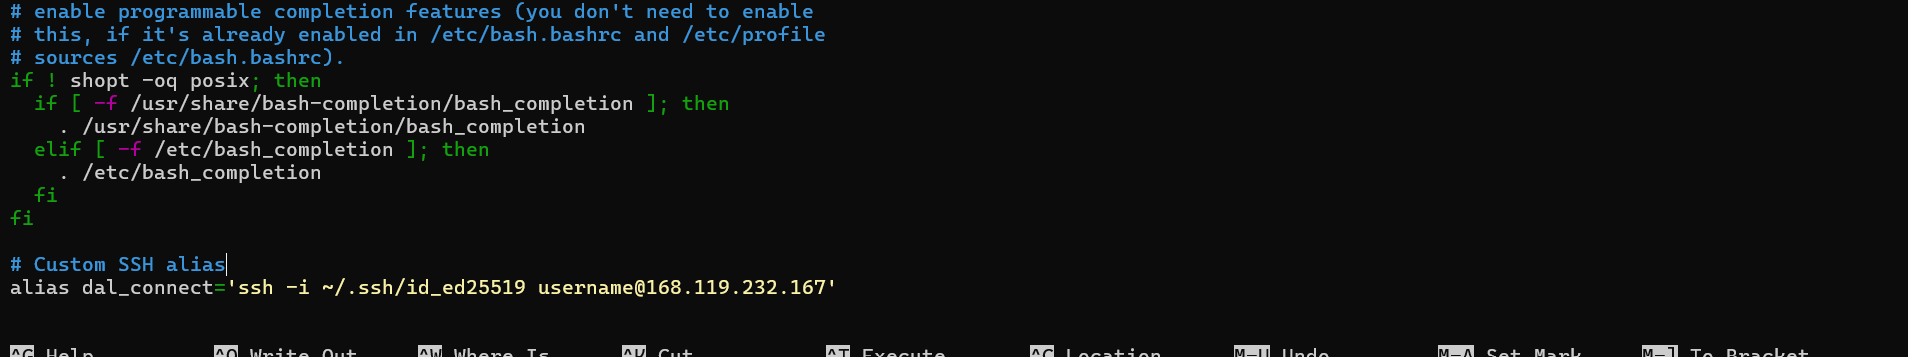 # enable programmable completion features (you don't need to enable
# this, if it's already enabled in /etc/bash.bashrc and /etc/profile
# sources /etc/bash.bashrc).
if ! shopt -oq posix; then
  if [ -f /usr/share/bash-completion/bash_completion ]; then
    . /usr/share/bash-completion/bash_completion
  elif [ -f /etc/bash_completion ]; then
    . /etc/bash_completion
  fi
fi

# Custom SSH alias
alias dal_connect='ssh -i ~/.ssh/id_ed25519 username@168.119.232.167'

^G Help ^O Write Out ^W Where Is ^K Cut ^T Execute ^C Location M-U Undo M-A Set Mark M-] To Bracket